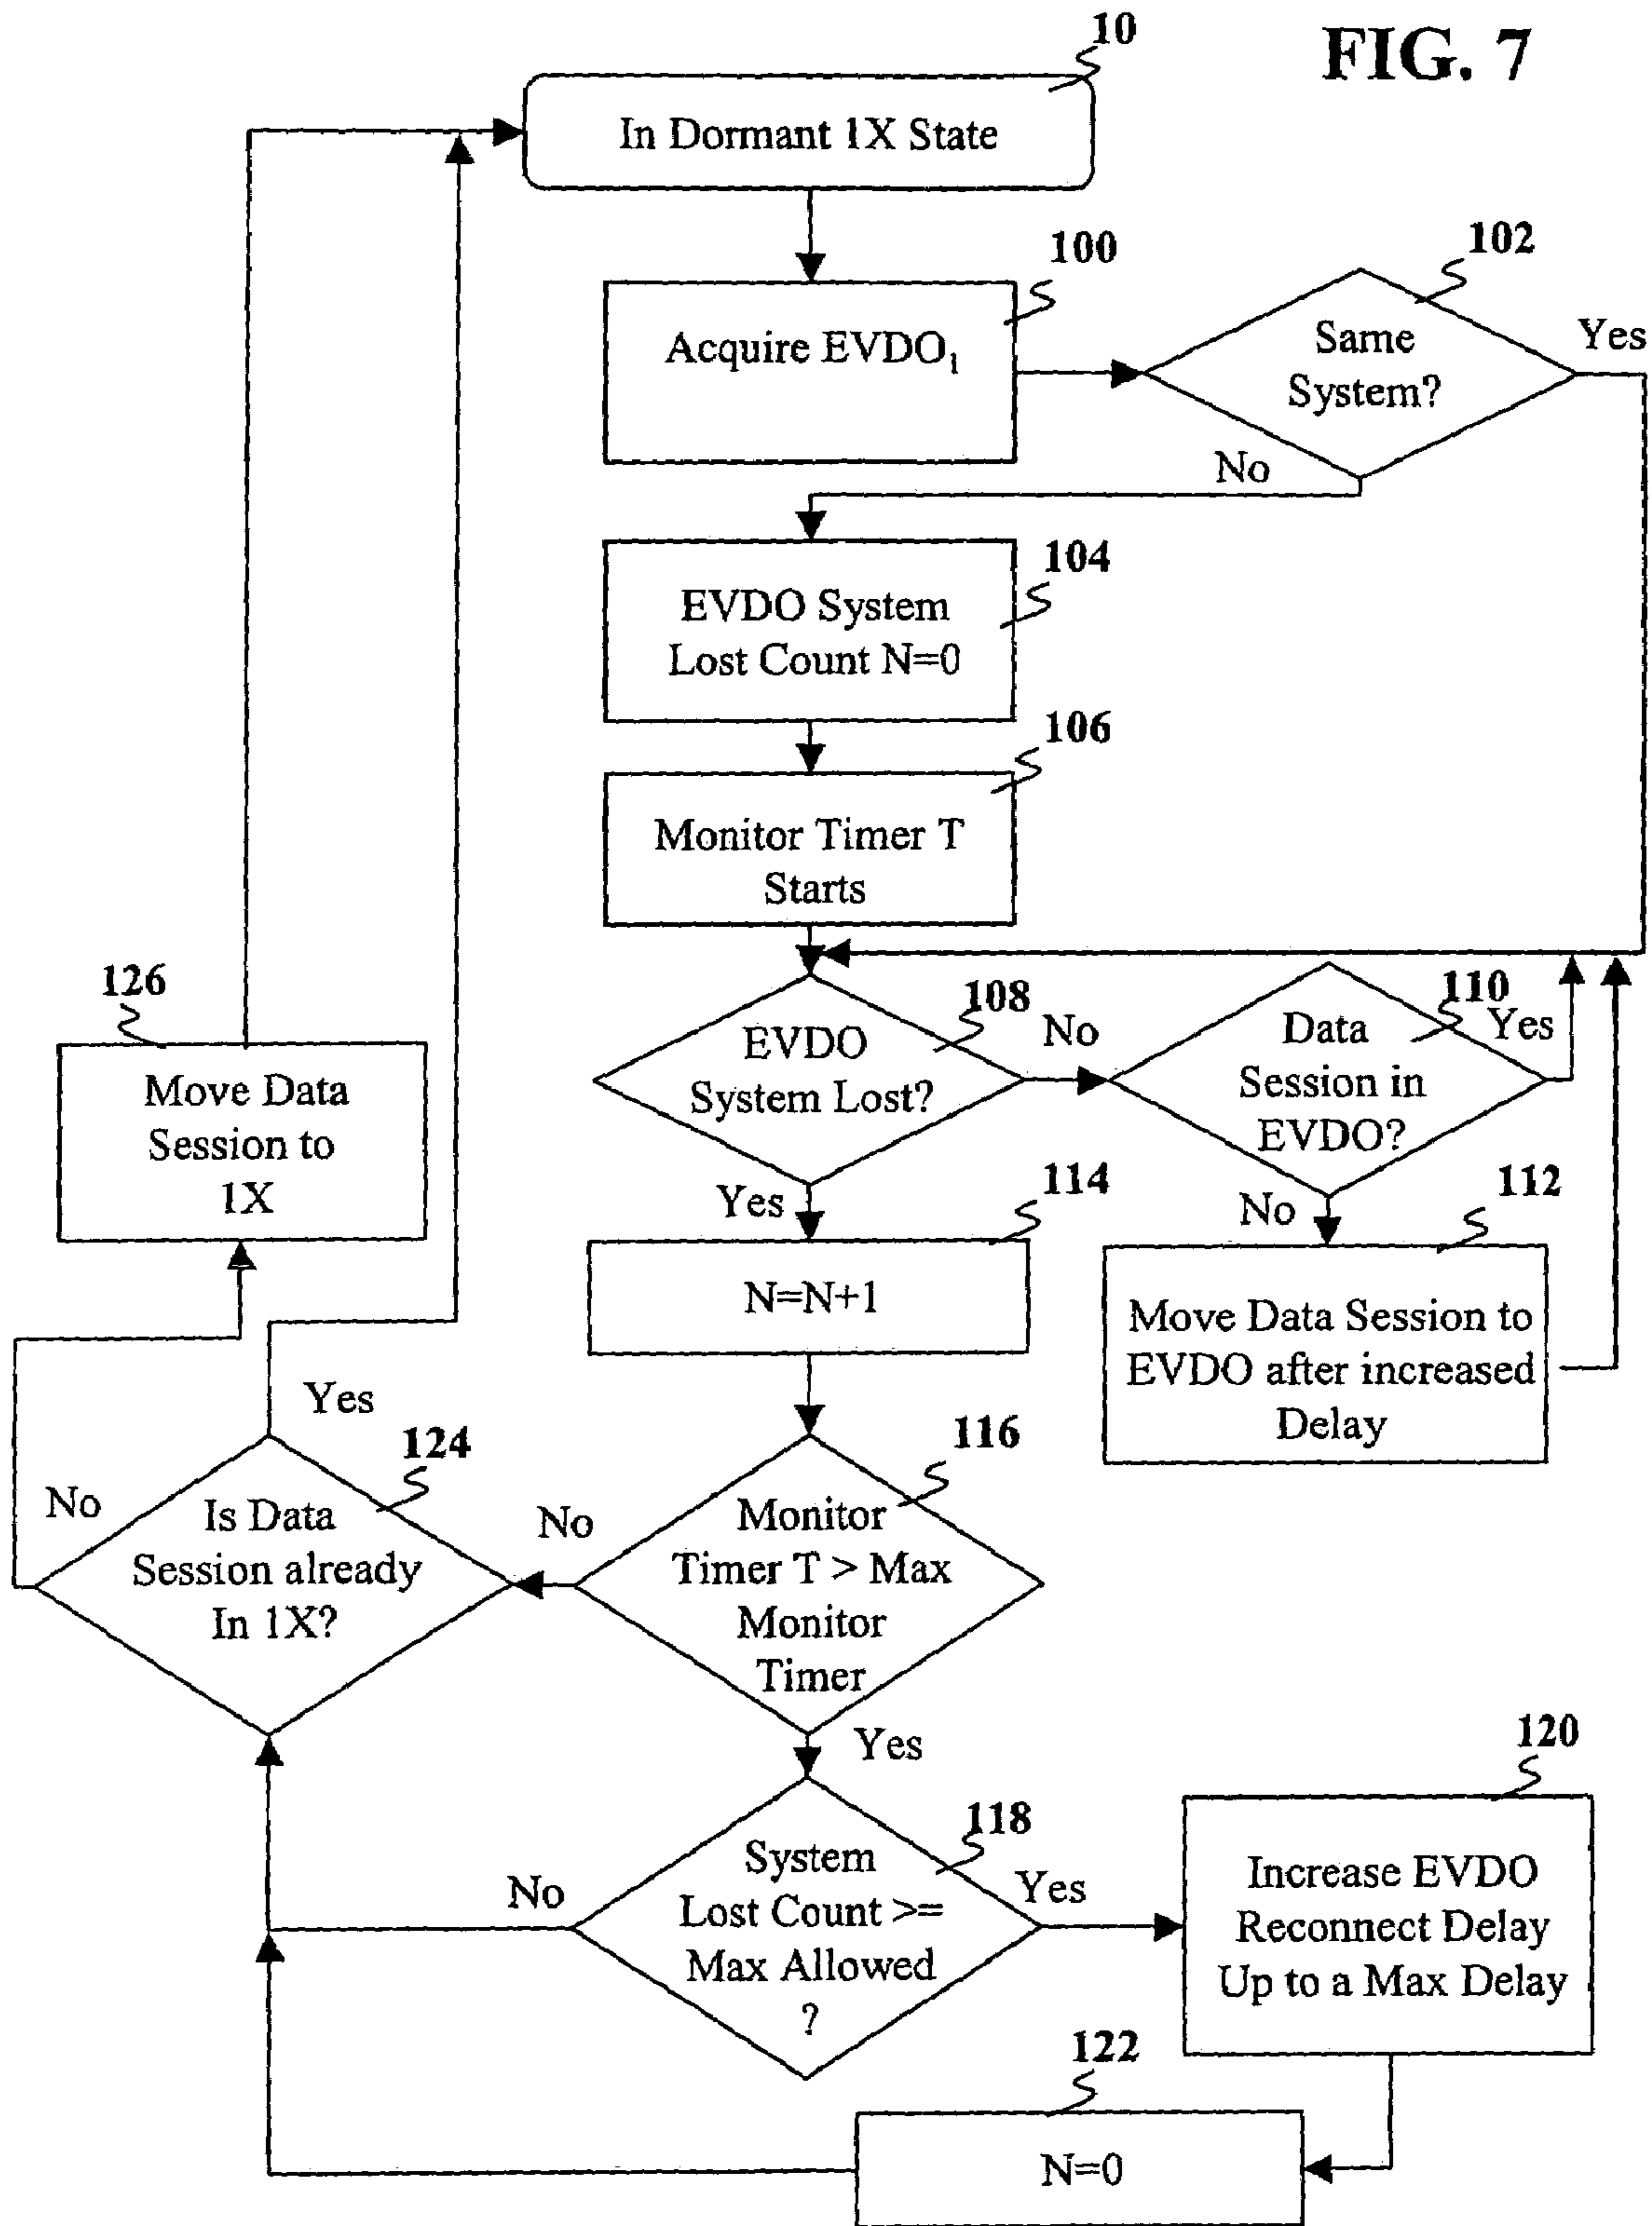 FIG. 7
10
In Dormant 1X State
100
Acquire EVDO₁
102
Same
System?
Yes
No
104
EVDO System
Lost Count N=0
106
Monitor Timer T
Starts
108
EVDO
System Lost?
No
Yes
110
Data
Session in
EVDO?
Yes
No
112
Move Data Session to
EVDO after increased
Delay
114
N=N+1
116
Monitor
Timer T > Max
Monitor
Timer
No
Yes
118
System
Lost Count >=
Max Allowed
?
No
Yes
120
Increase EVDO
Reconnect Delay
Up to a Max Delay
122
N=0
124
Is Data
Session already
In 1X?
Yes
No
126
Move Data
Session to
1X